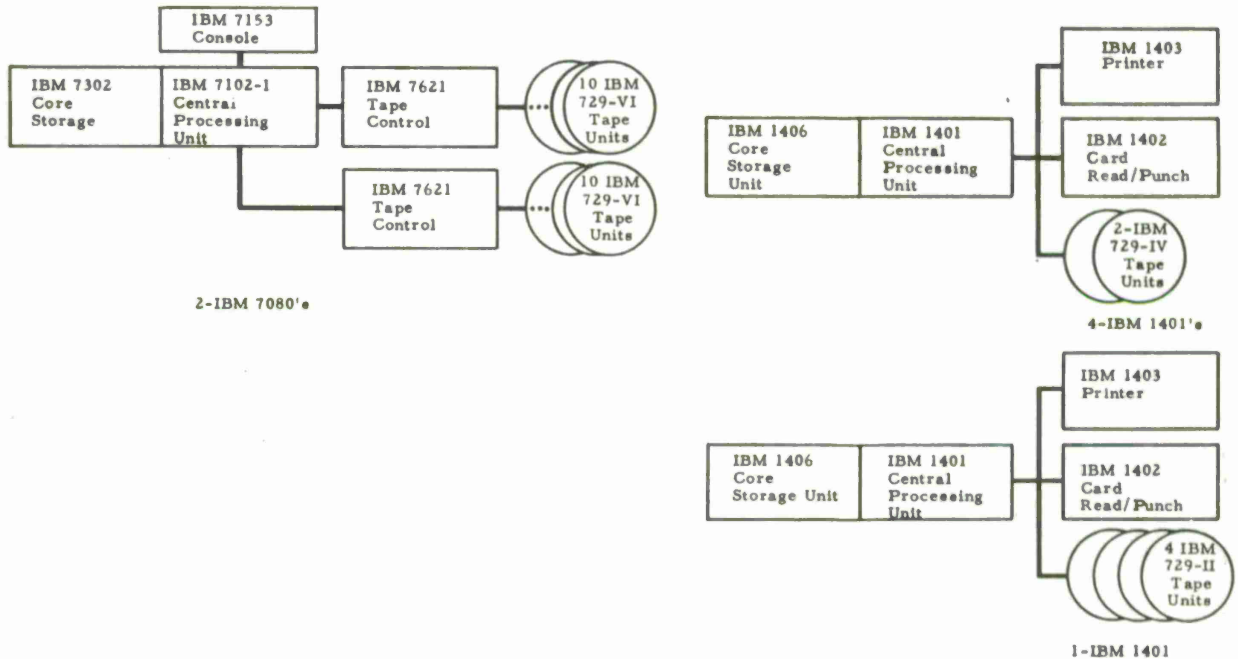 IBM 7153
Console
IBM 7302
Core
Storage
IBM 7102-1
Central
Processing
Unit
IBM 7621
Tape
Control
...
10 IBM
729-VI
Tape
Units
IBM 7621
Tape
Control
...
10 IBM
729-VI
Tape
Units
2-IBM 7080's
IBM 1406
Core
Storage
Unit
IBM 1401
Central
Processing
Unit
IBM 1403
Printer
IBM 1402
Card
Read/Punch
2-IBM
729-IV
Tape
Units
4-IBM 1401's
IBM 1406
Core
Storage Unit
IBM 1401
Central
Processing
Unit
IBM 1403
Printer
IBM 1402
Card
Read/Punch
4 IBM
729-II
Tape
Units
1-IBM 1401